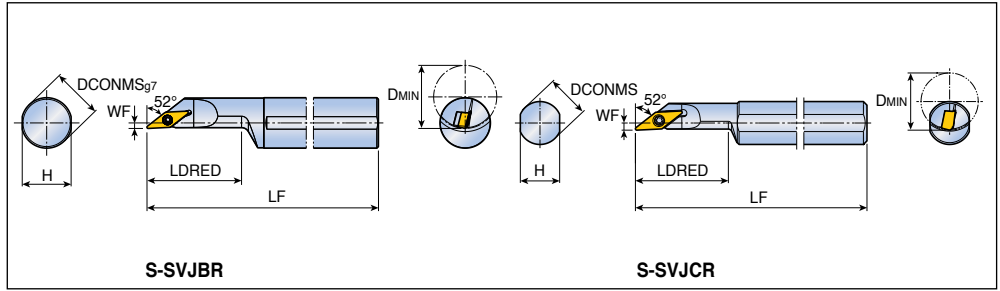 DCONMSg7
WF
52°
H
LDRED
LF
DMIN
S-SVJBR
DCONMS
WF
52°
H
LDRED
LF
DMIN
S-SVJCR